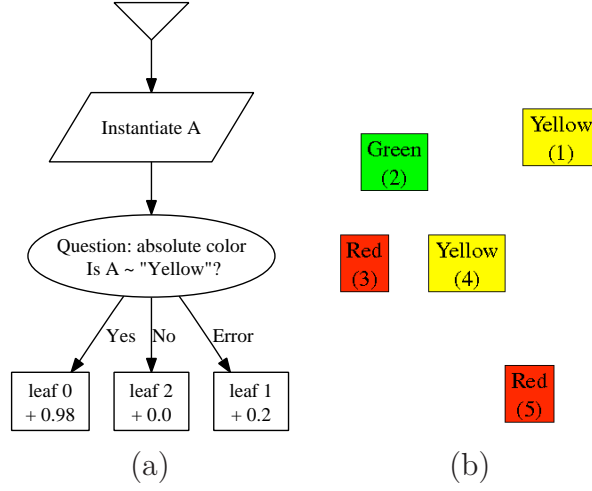 Instantiate A
Question: absolute color
Is A ~ "Yellow"?
Yes
No
Error
leaf 0
+ 0.98
leaf 2
+ 0.0
leaf 1
+ 0.2
(a)
Yellow
(1)
Green
(2)
Red
(3)
Yellow
(4)
Red
(5)
(b)